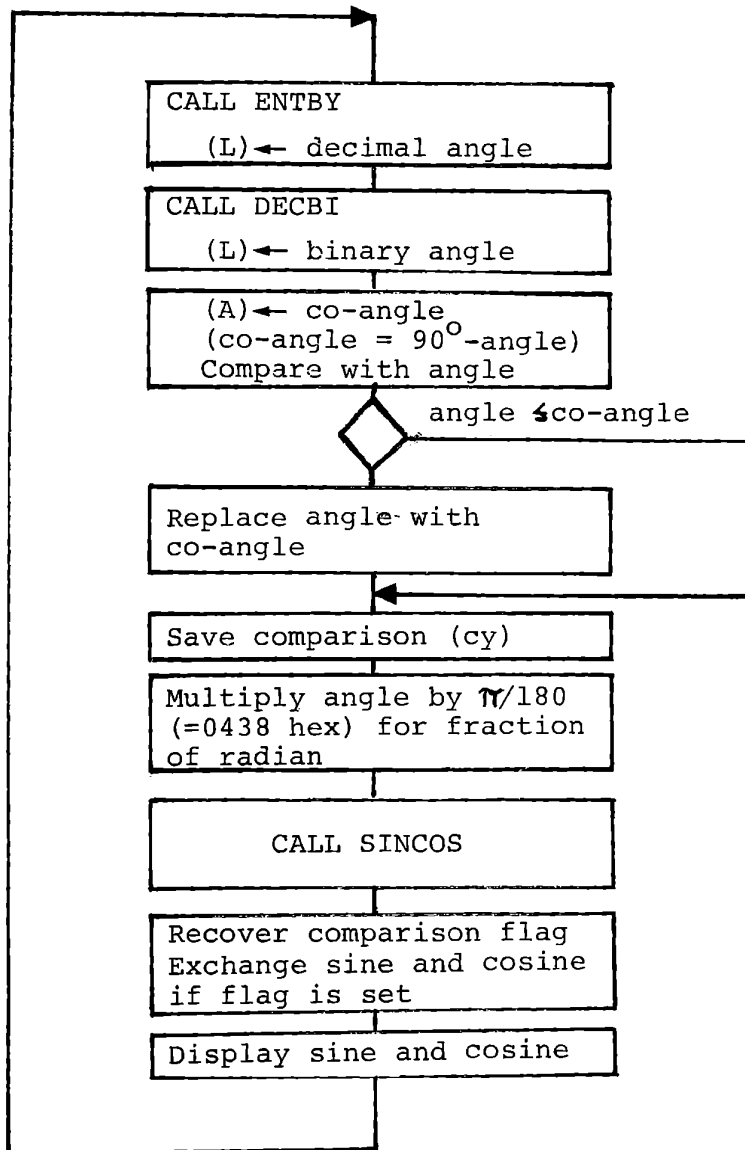 CALL ENTBY
(L)← decimal angle
CALL DECBI
(L)← binary angle
(A)← co-angle
(co-angle = 90°-angle)
Compare with angle
angle ≤co-angle
Replace angle with
co-angle
Save comparison (cy)
Multiply angle by π/180
(=0438 hex) for fraction
of radian
CALL SINCOS
Recover comparison flag
Exchange sine and cosine
if flag is set
Display sine and cosine